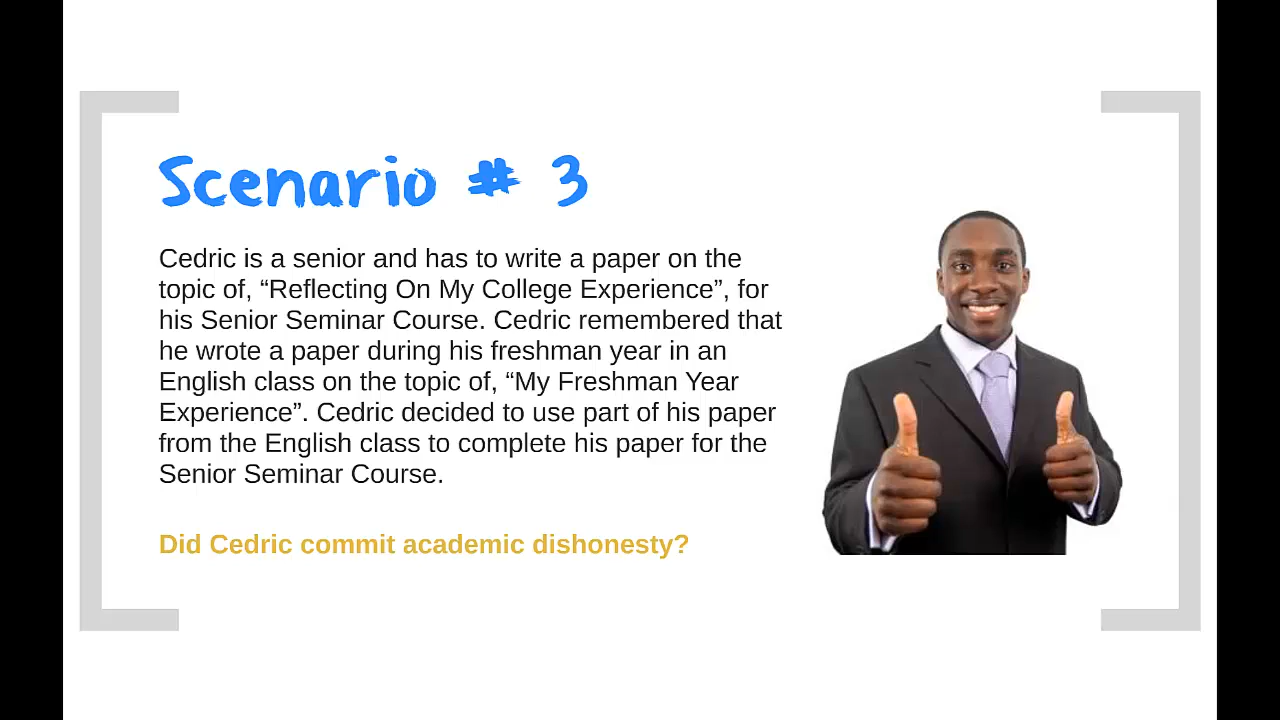 Scenario # 3
Cedric is a senior and has to write a paper on the
topic of, “Reflecting On My College Experience”, for
his Senior Seminar Course. Cedric remembered that
he wrote a paper during his freshman year in an
English class on the topic of, “My Freshman Year
Experience”. Cedric decided to use part of his paper
from the English class to complete his paper for the
Senior Seminar Course.
Did Cedric commit academic dishonesty?